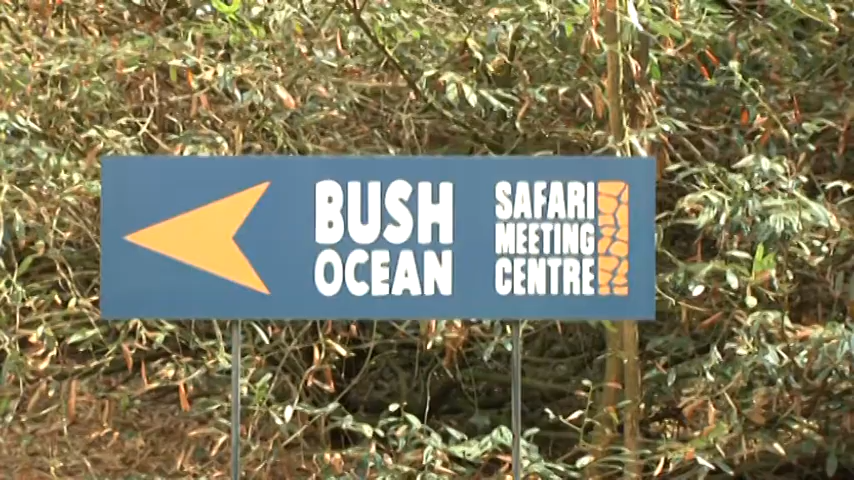 BUSH
OCEAN
SAFARI
MEETING
CENTRE